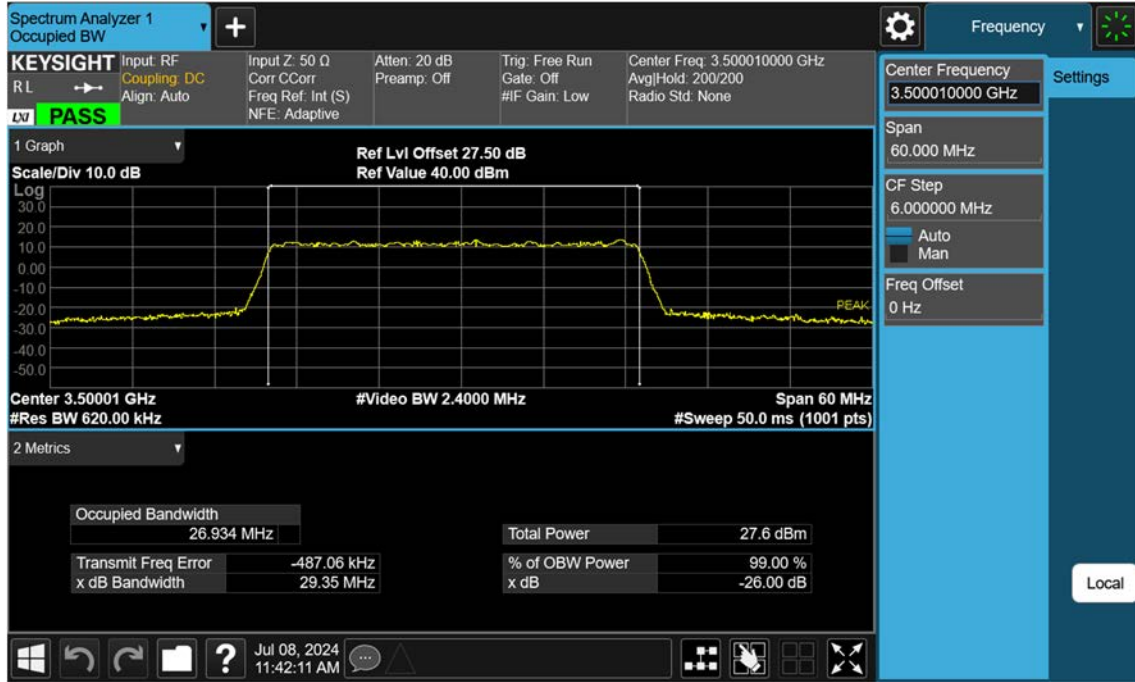 Spectrum Analyzer 1
Occupied BW
Frequency
KEYSIGHT
R L
LXI PASS
Input: RF
Coupling: DC
Align: Auto
Input Z: 50 Ω
Corr CCorr
Freq Ref: Int (S)
NFE: Adaptive
Atten: 20 dB
Preamp: Off
Trig: Free Run
Gate: Off
#IF Gain: Low
Center Freq: 3.500010000 GHz
Avg|Hold: 200/200
Radio Std: None
1 Graph
Scale/Div 10.0 dB
Ref Lvl Offset 27.50 dB
Ref Value 40.00 dBm
Log
30.0
20.0
10.0
0.00
-10.0
-20.0
-30.0
-40.0
-50.0
PEAK
Center 3.50001 GHz
#Video BW 2.4000 MHz
Span 60 MHz
#Res BW 620.00 kHz
#Sweep 50.0 ms (1001 pts)
2 Metrics
Occupied Bandwidth
26.934 MHz
Total Power 27.6 dBm
Transmit Freq Error -487.06 kHz
% of OBW Power 99.00 %
x dB Bandwidth 29.35 MHz
x dB -26.00 dB
Jul 08, 2024
11:42:11 AM
Center Frequency
3.500010000 GHz
Settings
Span
60.000 MHz
CF Step
6.000000 MHz
Auto
Man
Freq Offset
0 Hz
Local